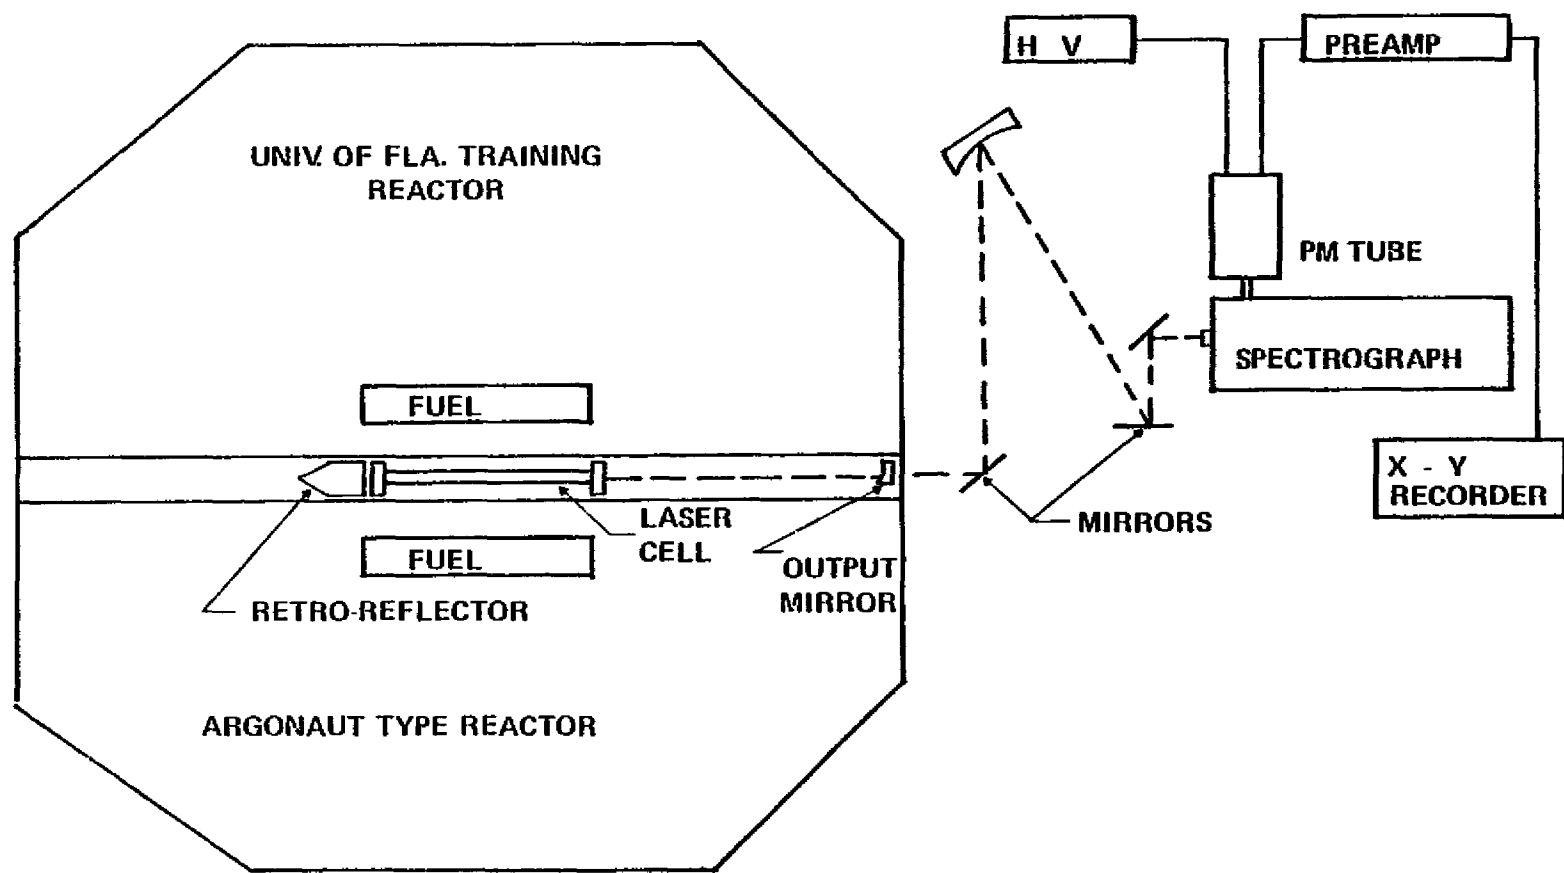 H V
PREAMP
UNIV. OF FLA. TRAINING
REACTOR
PM TUBE
SPECTROGRAPH
FUEL
X - Y
RECORDER
LASER
CELL
MIRRORS
FUEL
OUTPUT
MIRROR
RETRO-REFLECTOR
ARGONAUT TYPE REACTOR